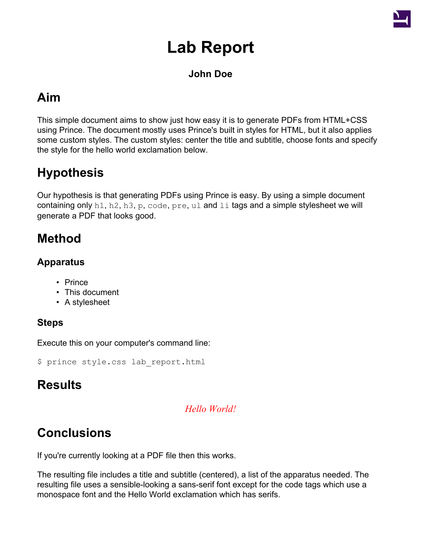 Lab Report
John Doe
Aim
This simple document aims to show just how easy it is to generate PDFs from HTML+CSS
using Prince. The document mostly uses Prince's built in styles for HTML, but it also applies
some custom styles. The custom styles: center the title and subtitle, choose fonts and specify
the style for the hello world exclamation below.
Hypothesis
Our hypothesis is that generating PDFs using Prince is easy. By using a simple document
containing only h1, h2, h3, p, code, pre, ul and li tags and a simple stylesheet we will
generate a PDF that looks good.
Method
Apparatus
• Prince
• This document
• A stylesheet
Steps
Execute this on your computer's command line:
$ prince style.css lab_report.html
Results
Hello World!
Conclusions
If you're currently looking at a PDF file then this works.
The resulting file includes a title and subtitle (centered), a list of the apparatus needed. The
resulting file uses a sensible-looking a sans-serif font except for the code tags which use a
monospace font and the Hello World exclamation which has serifs.